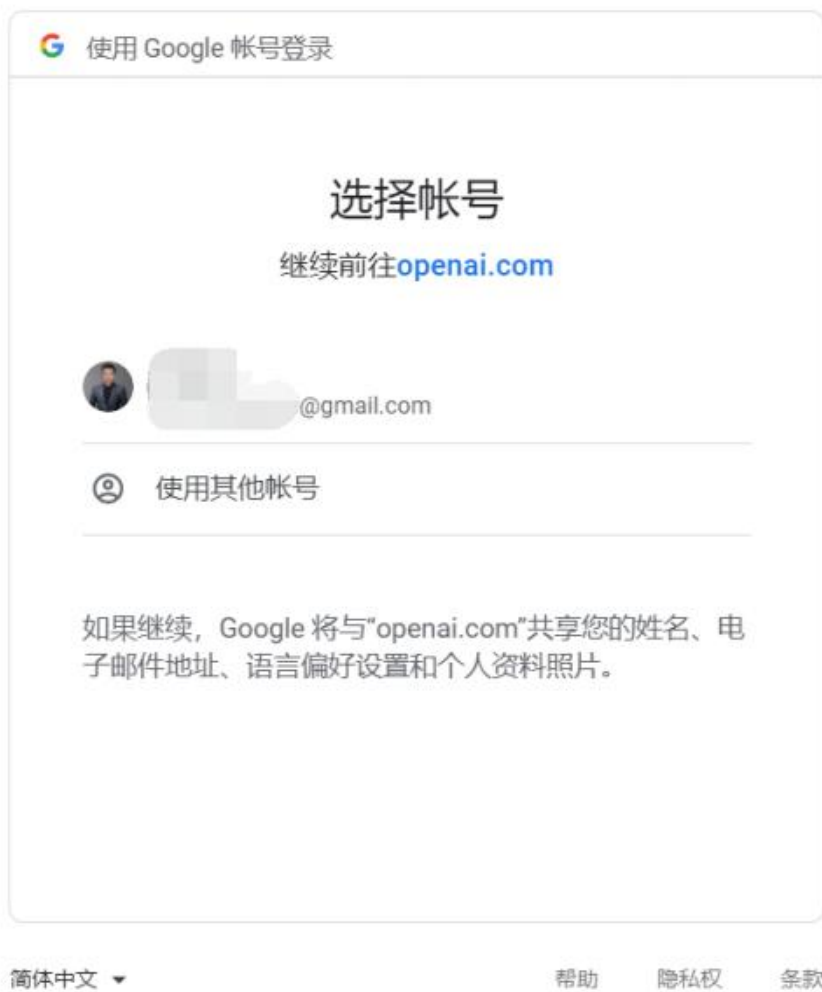 使用 Google 帐号登录
选择帐号
继续前往openai.com
@gmail.com
使用其他帐号
如果继续，Google 将与“openai.com”共享您的姓名、电
子邮件地址、语言偏好设置和个人资料照片。
简体中文
帮助 隐私权 条款